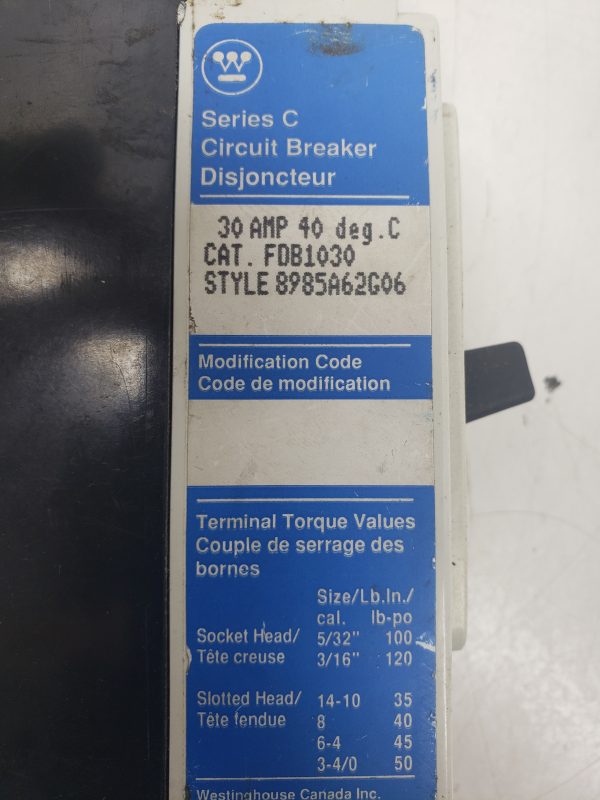 Series C
Circuit Breaker
Disjoncteur
30 AMP 40 deg.C
CAT. FDB1030
STYLE 8985A62G06
Modification Code
Code de modification
Terminal Torque Values
Couple de serrage des
bornes
Size/Lb.In./
cal. lb-po
Socket Head/ 5/32" 100
Tête creuse 3/16" 120
Slotted Head/ 14-10 35
Tête fendue 8 40
6-4 45
3-4/0 50
Westinghouse Canada Inc.